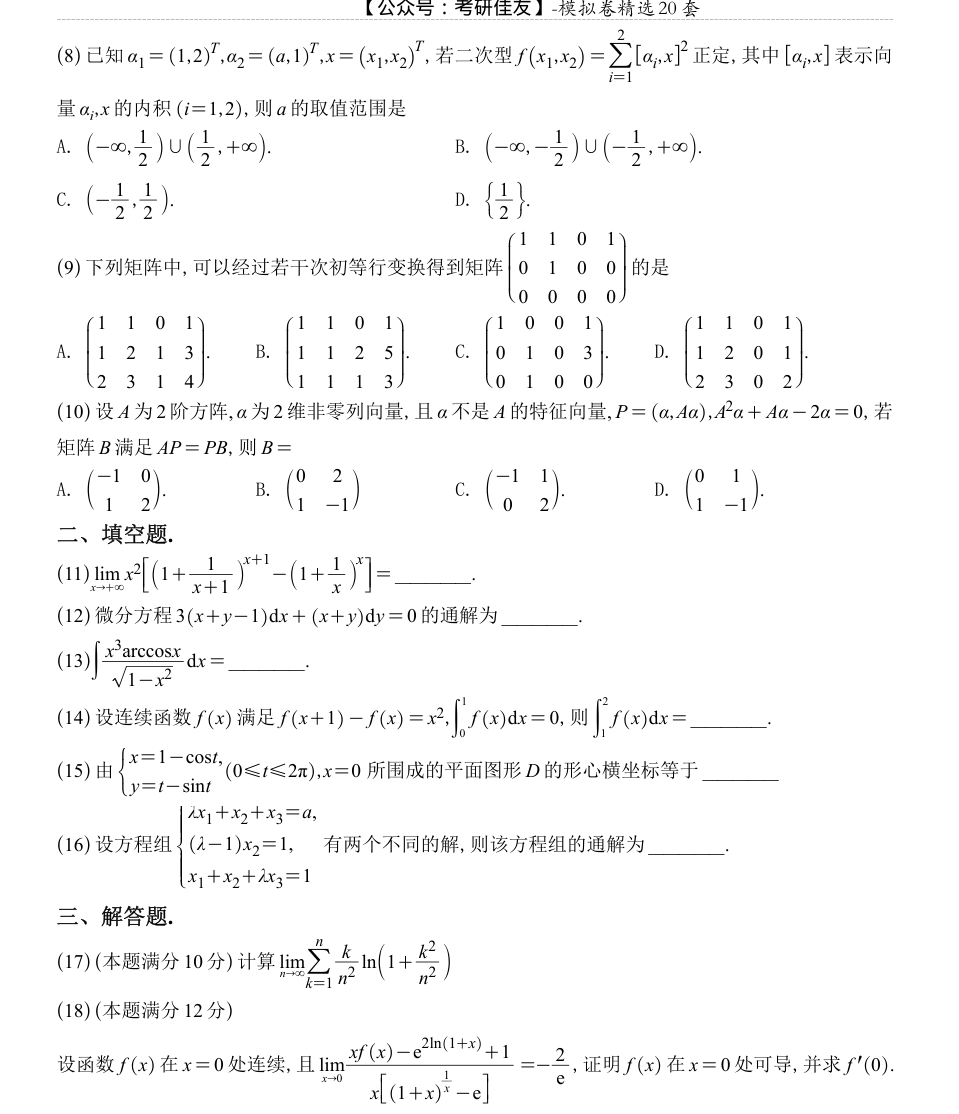 【公众号：考研佳友】-模拟卷精选20 套
(8) 已知 α₁ = (1,2)ᵀ, α₂ = (a,1)ᵀ, x = (x₁,x₂)ᵀ, 若二次型 f(x₁,x₂) = ∑_{i=1}^{2}[αᵢ,x]² 正定, 其中 [αᵢ,x] 表示向
量 αᵢ,x 的内积 (i=1,2), 则 a 的取值范围是
A. (−∞, 1/2)∪(1/2, +∞). B. (−∞, −1/2)∪(−1/2, +∞).
C. (−1/2, 1/2). D. {1/2}.
(9) 下列矩阵中, 可以经过若干次初等行变换得到矩阵 (1 1 0 1; 0 1 0 0; 0 0 0 0) 的是
A. (1 1 0 1; 1 2 1 3; 2 3 1 4). B. (1 1 0 1; 1 1 2 5; 1 1 1 3). C. (1 0 0 1; 0 1 0 3; 0 1 0 0). D. (1 1 0 1; 1 2 0 1; 2 3 0 2).
(10) 设 A 为 2 阶方阵, α 为 2 维非零列向量, 且 α 不是 A 的特征向量, P = (α,Aα), A²α + Aα − 2α = 0, 若
矩阵 B 满足 AP = PB, 则 B =
A. (−1 0; 1 2). B. (0 2; 1 −1) C. (−1 1; 0 2). D. (0 1; 1 −1).
二、填空题.
(11) lim_{x→+∞} x²[(1+1/(x+1))^{x+1} − (1+1/x)^x] = ________.
(12) 微分方程 3(x+y−1)dx + (x+y)dy = 0 的通解为 ________.
(13) ∫ x³arccosx/√(1−x²) dx = ________.
(14) 设连续函数 f(x) 满足 f(x+1) − f(x) = x², ∫₀¹ f(x)dx = 0, 则 ∫₁² f(x)dx = ________.
(15) 由 {x=1−cost, y=t−sint (0⩽t⩽2π), x=0 所围成的平面图形 D 的形心横坐标等于 ________
(16) 设方程组 {λx₁+x₂+x₃=a, (λ−1)x₂=1, x₁+x₂+λx₃=1 有两个不同的解, 则该方程组的通解为 ________.
三、解答题.
(17) (本题满分 10 分) 计算 lim_{n→∞} ∑_{k=1}^{n} k/n² ln(1+k²/n²)
(18) (本题满分 12 分)
设函数 f(x) 在 x = 0 处连续, 且 lim_{x→0} (xf(x) − e^{2ln(1+x)} + 1)/(x[(1+x)^{1/x} − e]) = −2/e, 证明 f(x) 在 x = 0 处可导, 并求 f′(0).